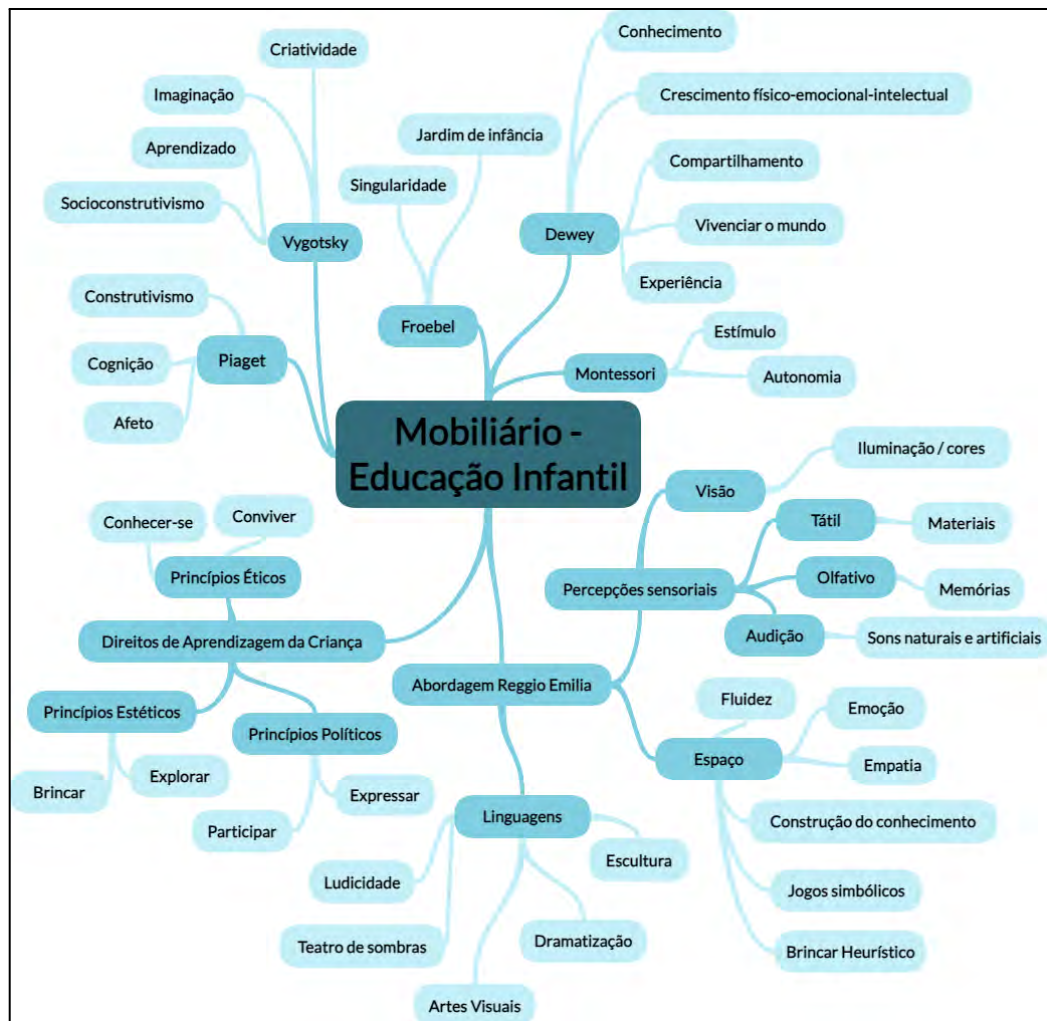 Criatividade
Imaginação
Aprendizado
Socioconstrutivismo
Vygotsky
Construtivismo
Cognição
Afeto
Piaget
Jardim de infância
Singularidade
Froebel
Conhecimento
Crescimento físico-emocional-intelectual
Compartilhamento
Vivenciar o mundo
Experiência
Dewey
Estímulo
Autonomia
Montessori
Mobiliário -
Educação Infantil
Iluminação / cores
Visão
Tátil
Materiais
Olfativo
Memórias
Audição
Sons naturais e artificiais
Percepções sensoriais
Conhecer-se
Conviver
Princípios Éticos
Direitos de Aprendizagem da Criança
Princípios Estéticos
Brincar
Explorar
Princípios Políticos
Participar
Expressar
Abordagem Reggio Emilia
Fluidez
Emoção
Espaço
Empatia
Construção do conhecimento
Jogos simbólicos
Brincar Heurístico
Linguagens
Escultura
Ludicidade
Teatro de sombras
Dramatização
Artes Visuais